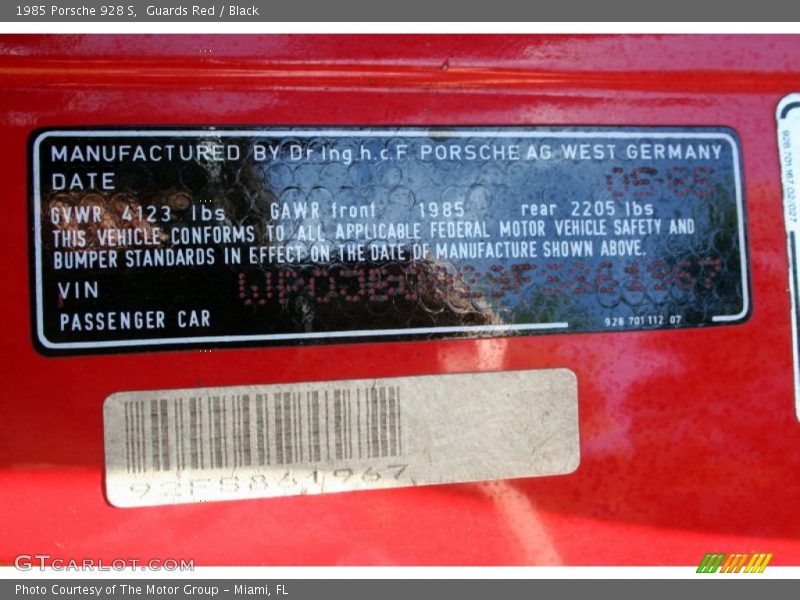 1985 Porsche 928 S, Guards Red / Black
MANUFACTURED BY Dr.Ing.h.c.F. PORSCHE AG WEST GERMANY
DATE
GVWR 4123 lbs GAWR front 1985 rear 2205 lbs
THIS VEHICLE CONFORMS TO ALL APPLICABLE FEDERAL MOTOR VEHICLE SAFETY AND
BUMPER STANDARDS IN EFFECT ON THE DATE OF MANUFACTURE SHOWN ABOVE.
VIN
PASSENGER CAR
928 701 112 07
92FS861967
GTCARLOT.COM
Photo Courtesy of The Motor Group - Miami, FL